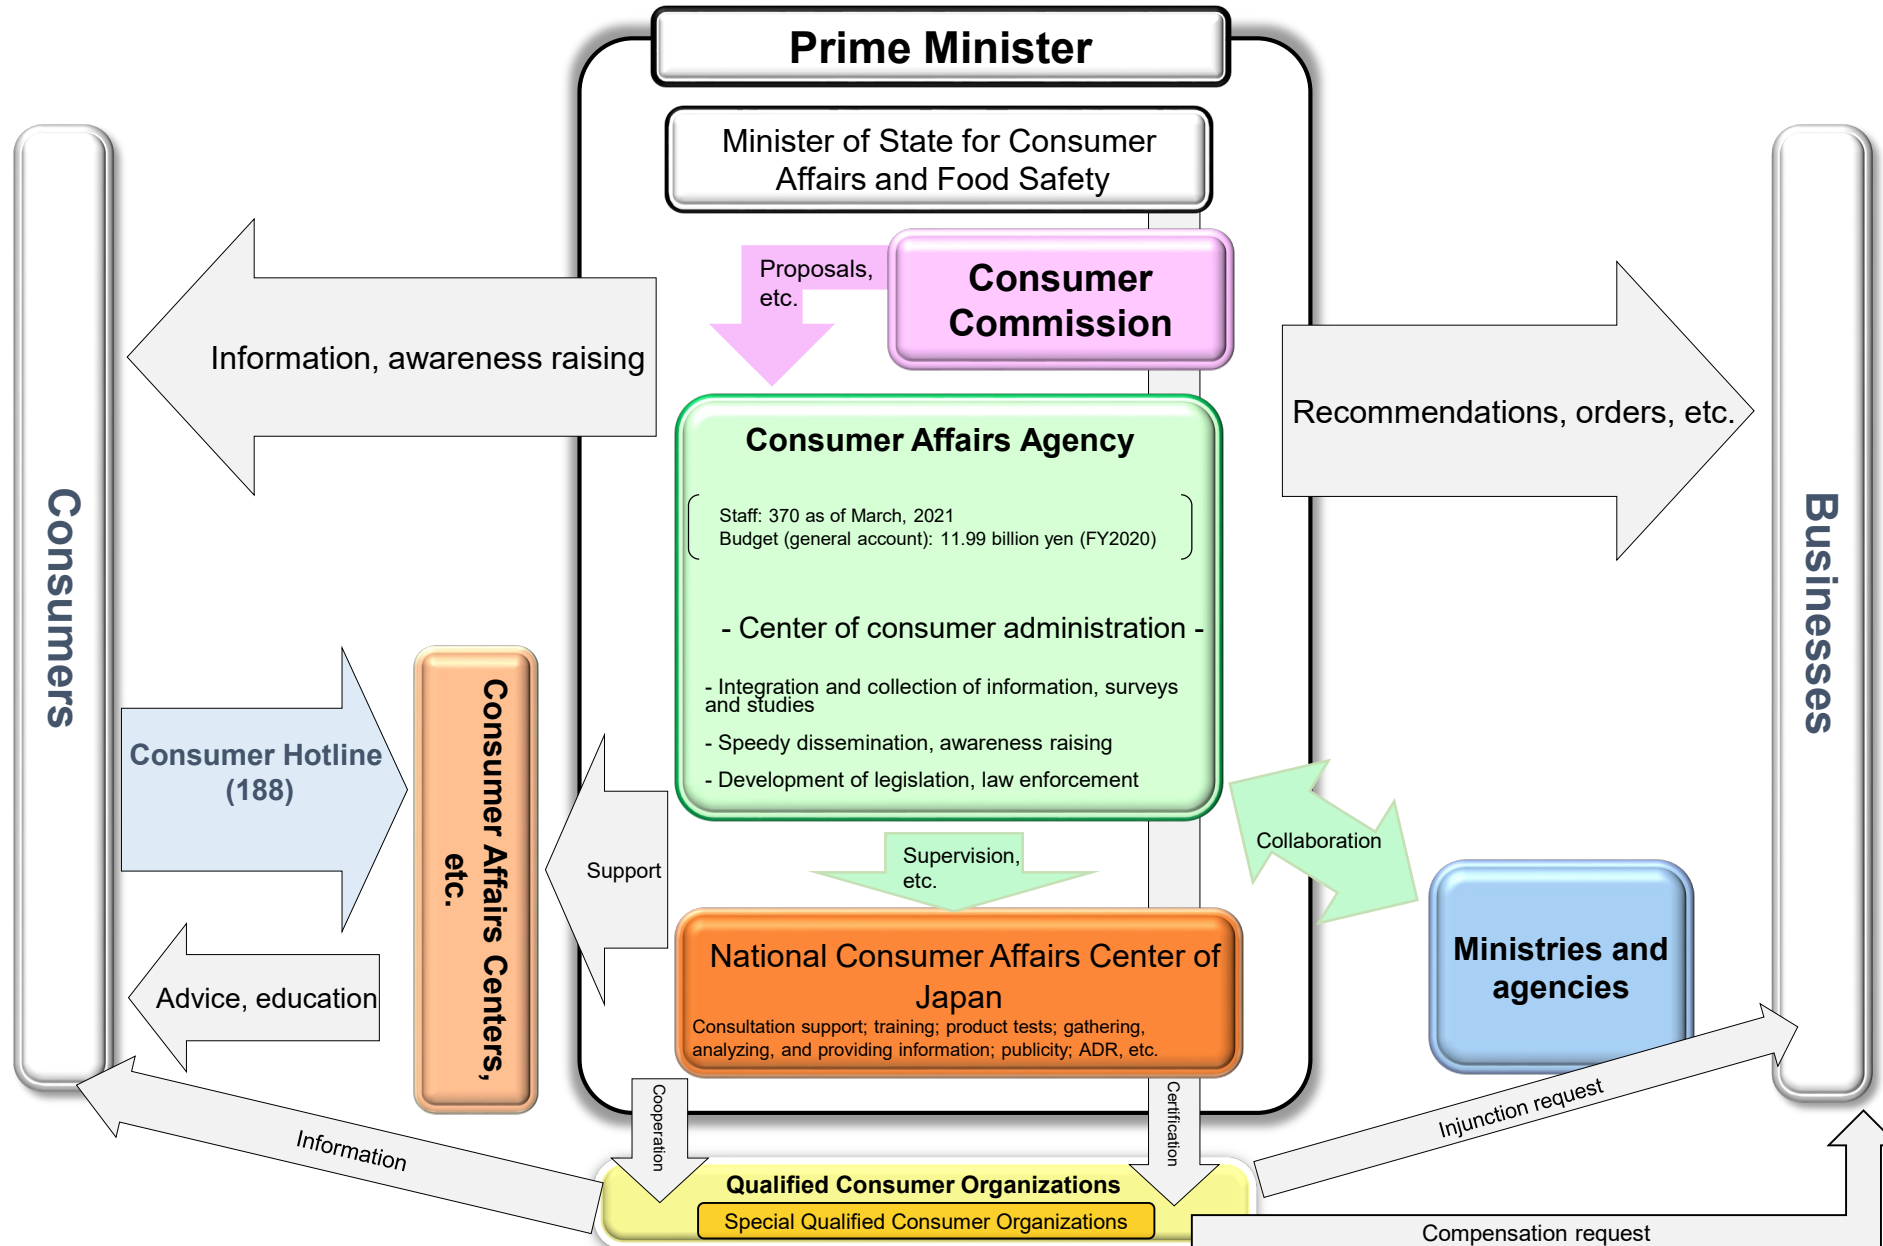 Prime Minister
Minister of State for Consumer
Affairs and Food Safety
Proposals,
etc.
Consumer
Commission
Information, awareness raising
Recommendations, orders, etc.
Consumer Affairs Agency
Staff: 370 as of March, 2021
Budget (general account): 11.99 billion yen (FY2020)
- Center of consumer administration -
- Integration and collection of information, surveys
and studies
- Speedy dissemination, awareness raising
- Development of legislation, law enforcement
Consumers
Businesses
Consumer Hotline
(188)
Consumer Affairs Centers,
etc.
Support
Supervision,
etc.
Collaboration
Advice, education
National Consumer Affairs Center of
Japan
Consultation support; training; product tests; gathering,
analyzing, and providing information; publicity; ADR, etc.
Ministries and
agencies
Cooperation
Certification
Information
Injunction request
Qualified Consumer Organizations
Special Qualified Consumer Organizations
Compensation request